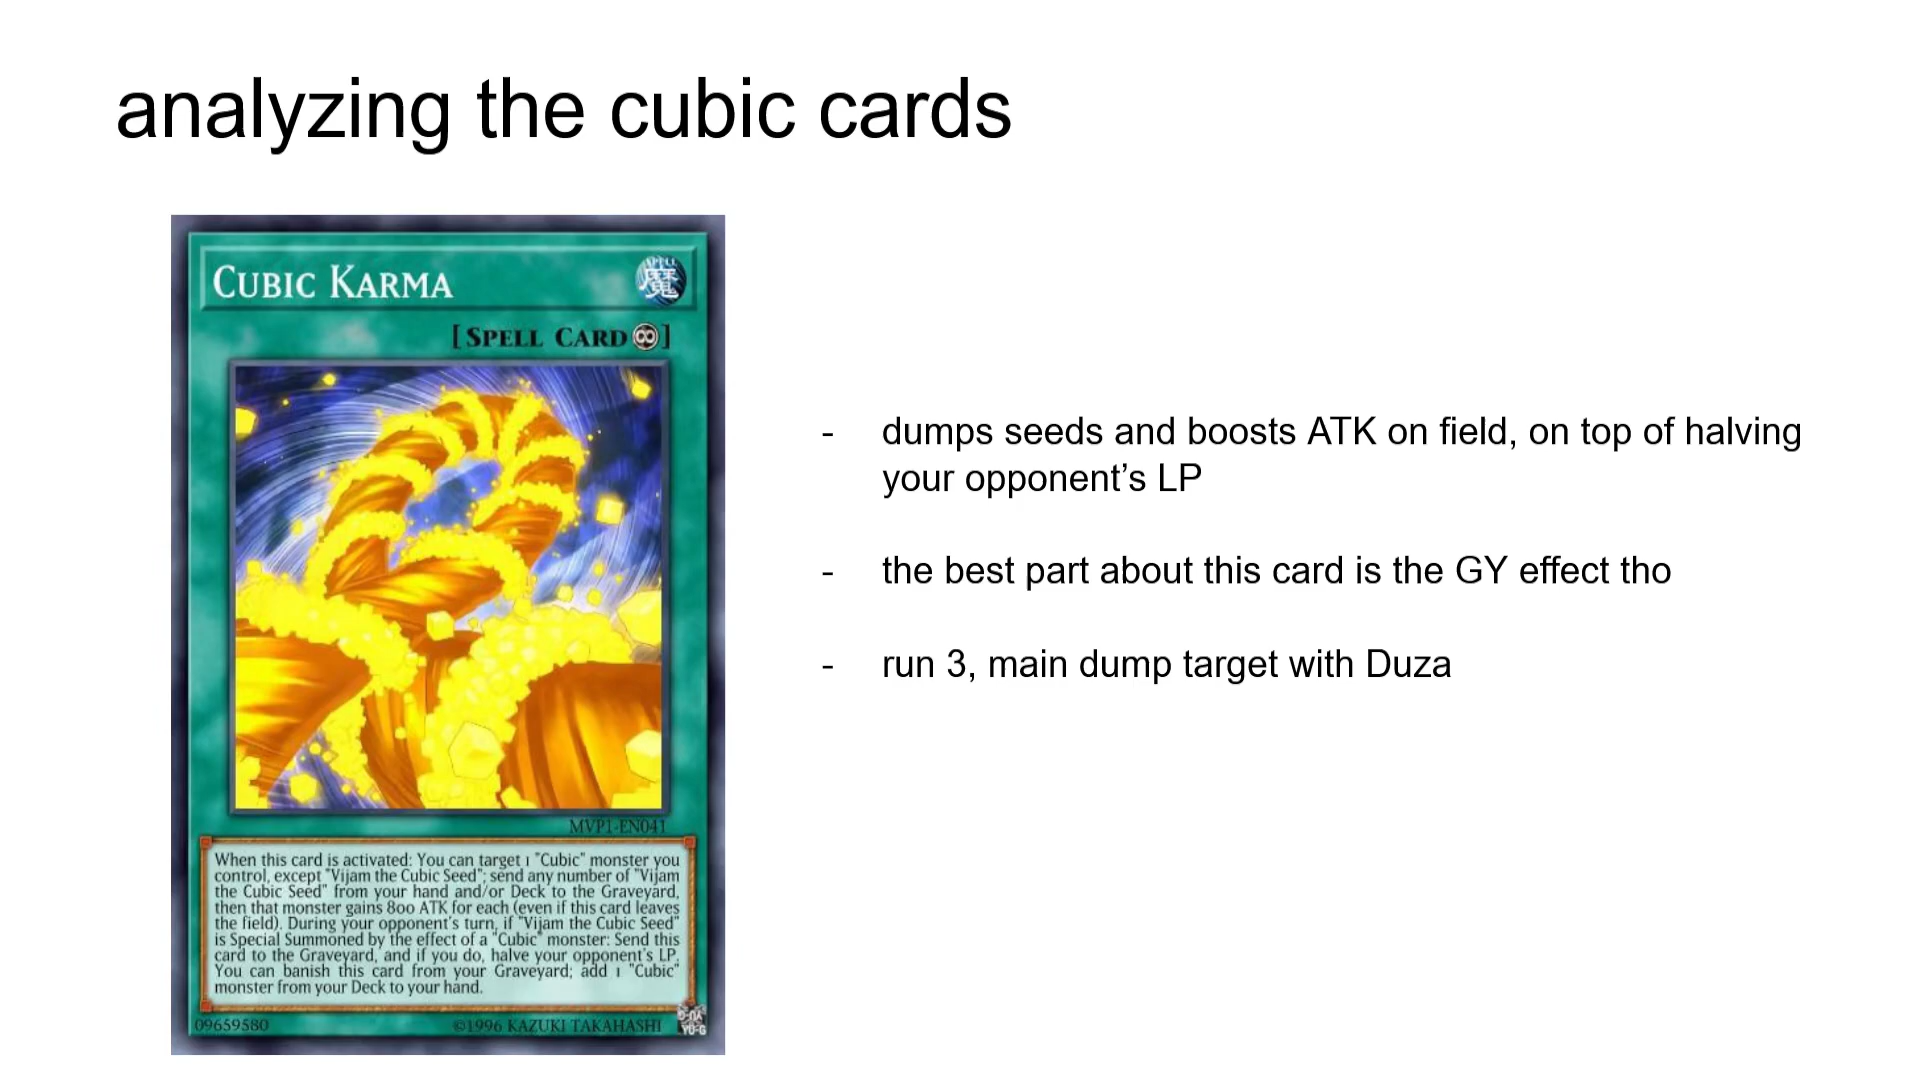 analyzing the cubic cards
CUBIC KARMA
SPELL
魔
[SPELL CARD]
MVP1-EN041
When this card is activated: You can target 1 "Cubic" monster you
control, except "Vijam the Cubic Seed"; send any number of "Vijam
the Cubic Seed" from your hand and/or Deck to the Graveyard,
then that monster gains 800 ATK for each (even if this card leaves
the field). During your opponent's turn, if "Vijam the Cubic Seed"
is Special Summoned by the effect of a "Cubic" monster: Send this
card to the Graveyard, and if you do, halve your opponent's LP.
You can banish this card from your Graveyard; add 1 "Cubic"
monster from your Deck to your hand.
09659580
©1996 KAZUKI TAKAHASHI
- dumps seeds and boosts ATK on field, on top of halving
your opponent’s LP
- the best part about this card is the GY effect tho
- run 3, main dump target with Duza